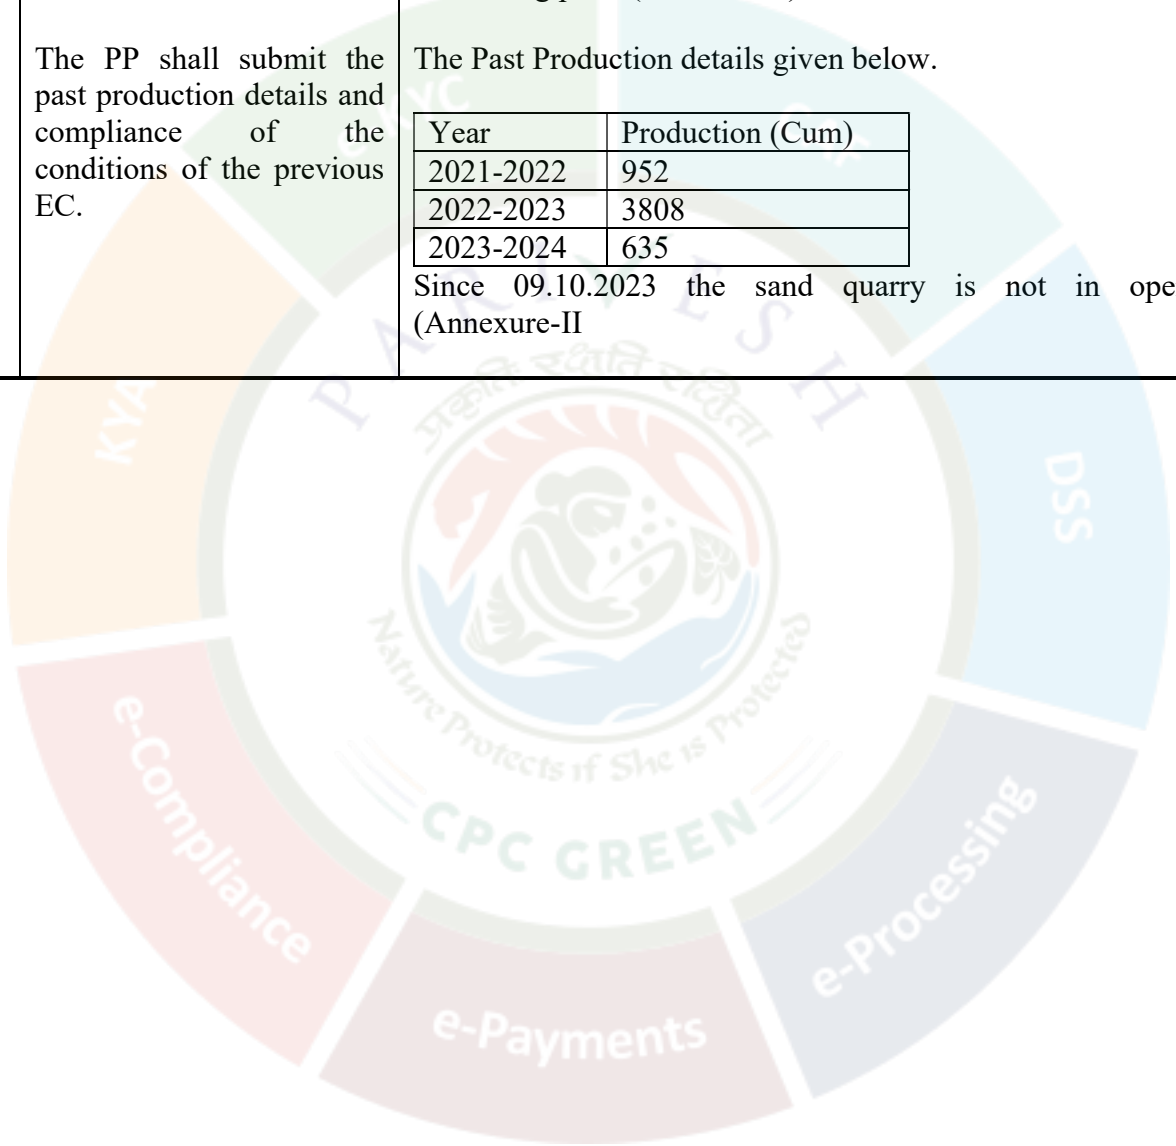 The PP shall submit the
past production details and
compliance of the
conditions of the previous
EC.
The Past Production details given below.
Year Production (Cum)
2021-2022 952
2022-2023 3808
2023-2024 635
Since 09.10.2023 the sand quarry is not in ope
(Annexure-II
KYC
CAF
KYA
PARIVESH
प्रकृति रक्षति रक्षिता
DSS
Nature Protects if She is Protected
CPC GREEN
e-Compliance
e-Processing
e-Payments